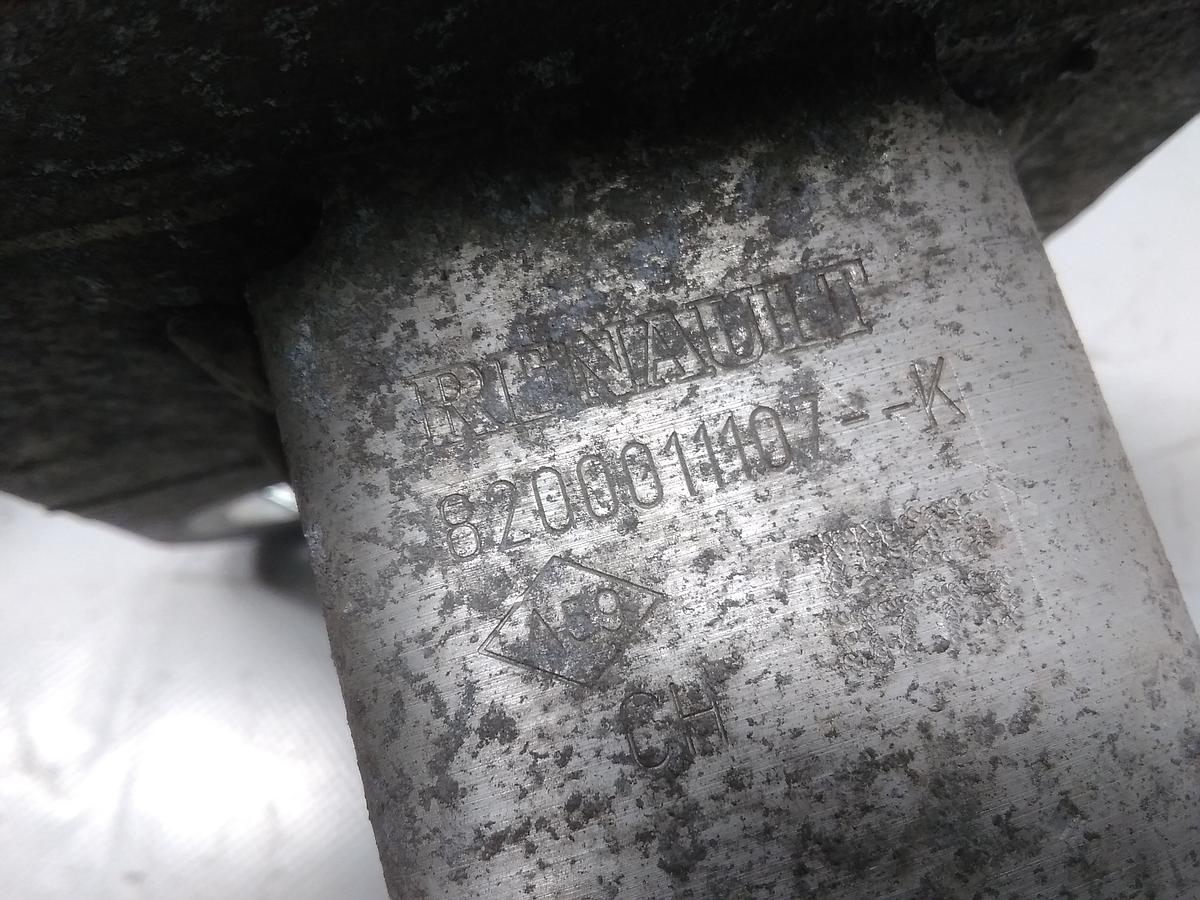 RENAULT
8200011107--K
159
CH